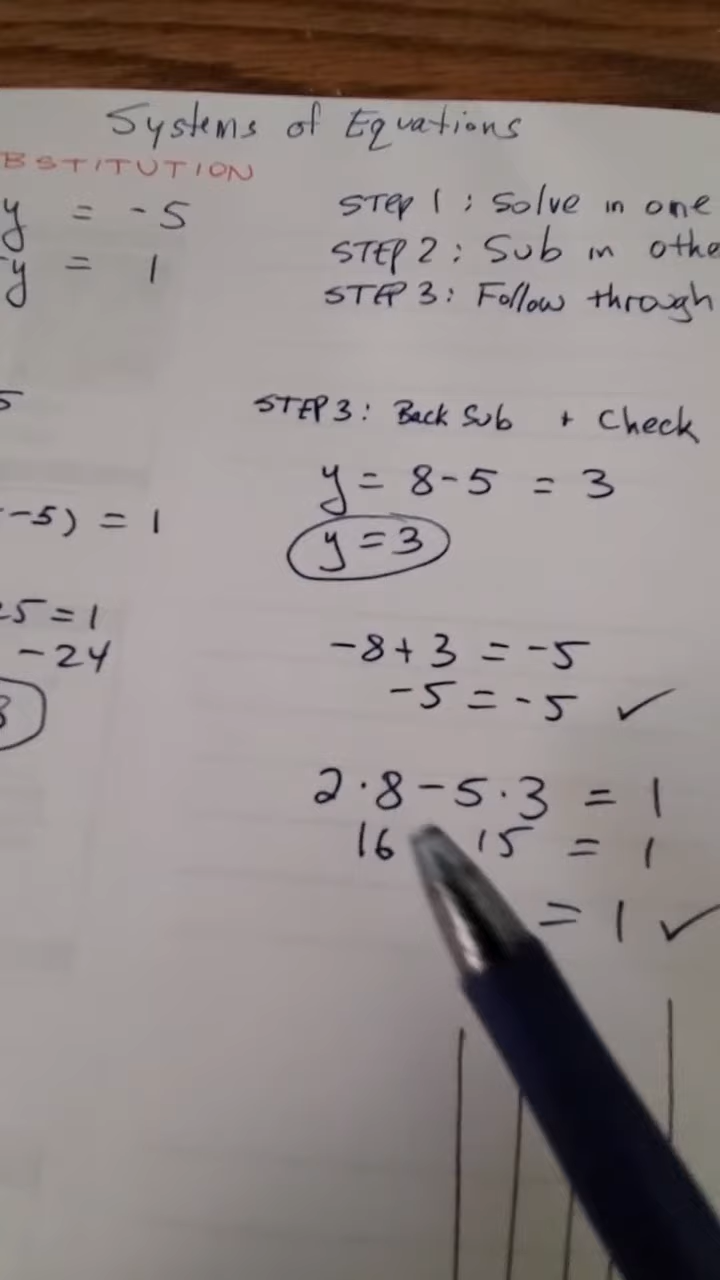 Systems of Equations
BSTITUTION
y = -5
y = 1
STEP 1: Solve in one
STEP 2: Sub in othe
STEP 3: Follow through
5
-5) = 1
25 = 1
-24
STEP 3: Back Sub + Check
y = 8 - 5 = 3
y = 3
-8 + 3 = -5
-5 = -5 ✓
2·8 - 5·3 = 1
16 15 = 1
= 1 ✓